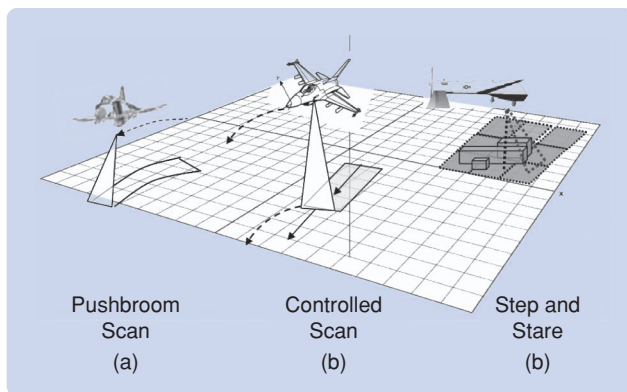 Pushbroom
Scan
(a)
Controlled
Scan
(b)
Step and
Stare
(b)
x